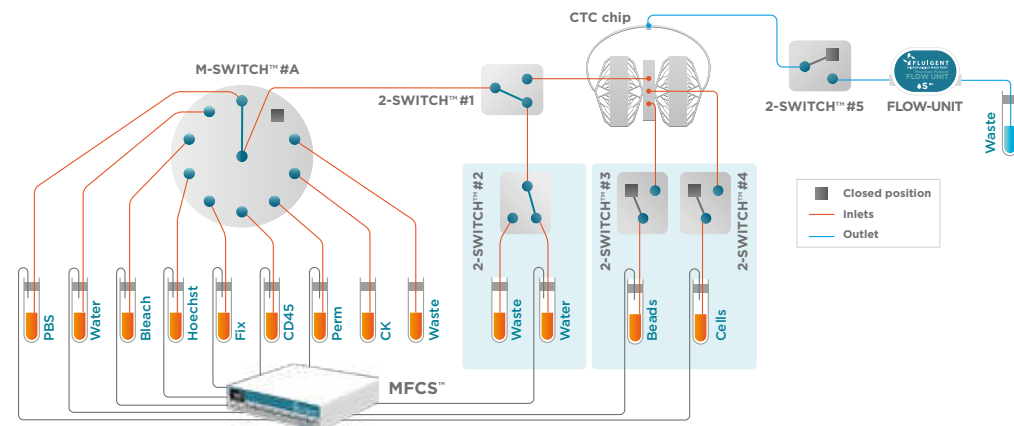 CTC chip
M-SWITCH™ #A
2-SWITCH™ #1
2-SWITCH™ #5
FLUIGENT
FLOW UNIT
S
FLOW-UNIT
Waste
2-SWITCH™ #2
2-SWITCH™ #3
2-SWITCH™ #4
Closed position
Inlets
Outlet
PBS
Water
Bleach
Hoechst
Fix
CD45
Perm
CK
Waste
Waste
Water
Beads
Cells
MFCS™